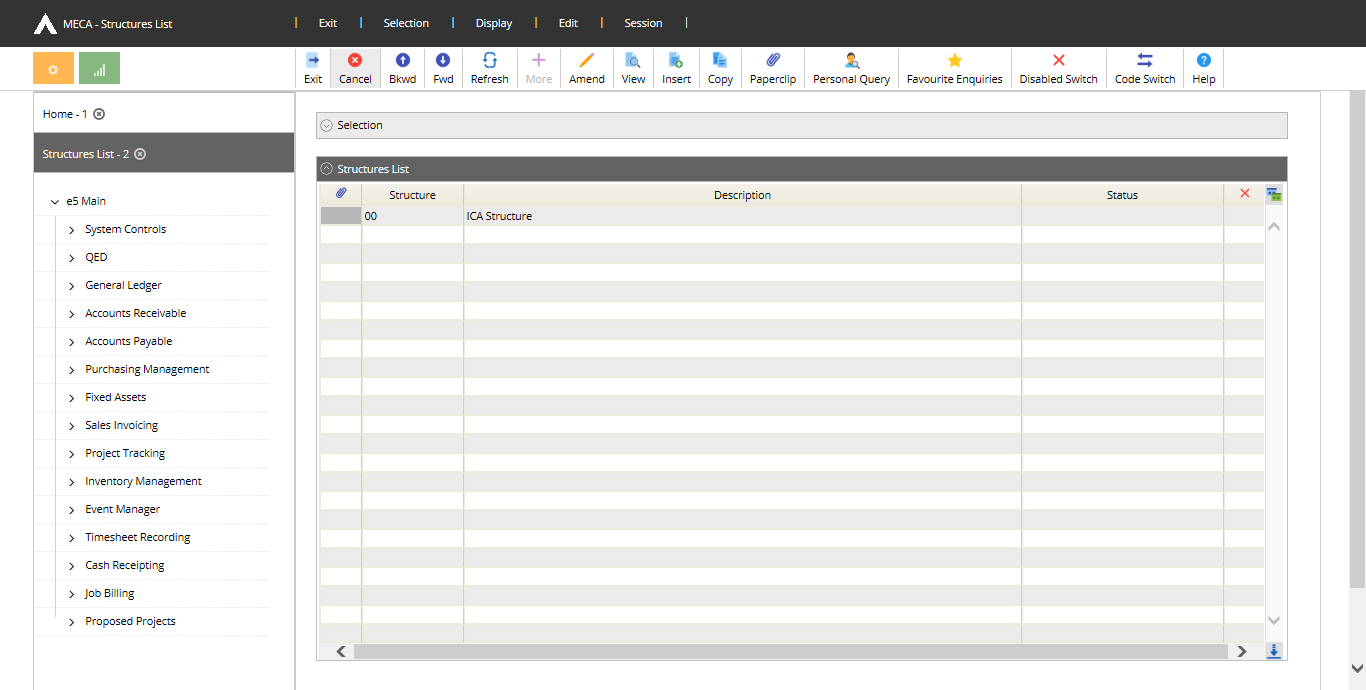 MECA - Structures List
Exit
Selection
Display
Edit
Session
Exit
Cancel
Bkwd
Fwd
Refresh
More
Amend
View
Insert
Copy
Paperclip
Personal Query
Favourite Enquiries
Disabled Switch
Code Switch
Help
Home - 1
Structures List - 2
e5 Main
System Controls
QED
General Ledger
Accounts Receivable
Accounts Payable
Purchasing Management
Fixed Assets
Sales Invoicing
Project Tracking
Inventory Management
Event Manager
Timesheet Recording
Cash Receipting
Job Billing
Proposed Projects
Selection
Structures List
Structure Description Status
00 ICA Structure